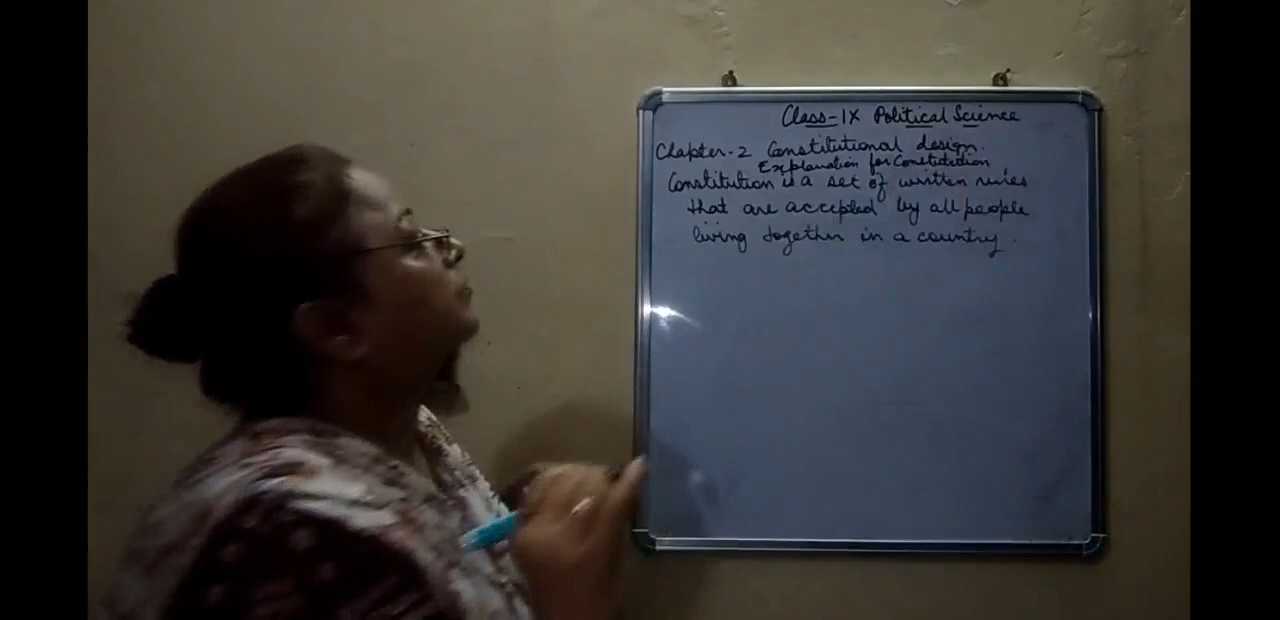 Class-IX Political Science
Chapter-2 Constitutional design.
Explanation for Constitution
Constitution is a set of written rules
that are accepted by all people
living together in a country.